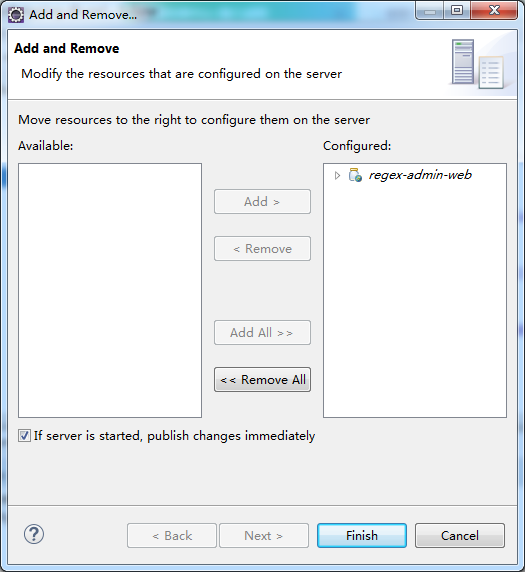 Add and Remove...
Add and Remove
Modify the resources that are configured on the server
Move resources to the right to configure them on the server
Available:
Configured:
regex-admin-web
Add >
< Remove
Add All >>
<< Remove All
If server is started, publish changes immediately
?
< Back
Next >
Finish
Cancel